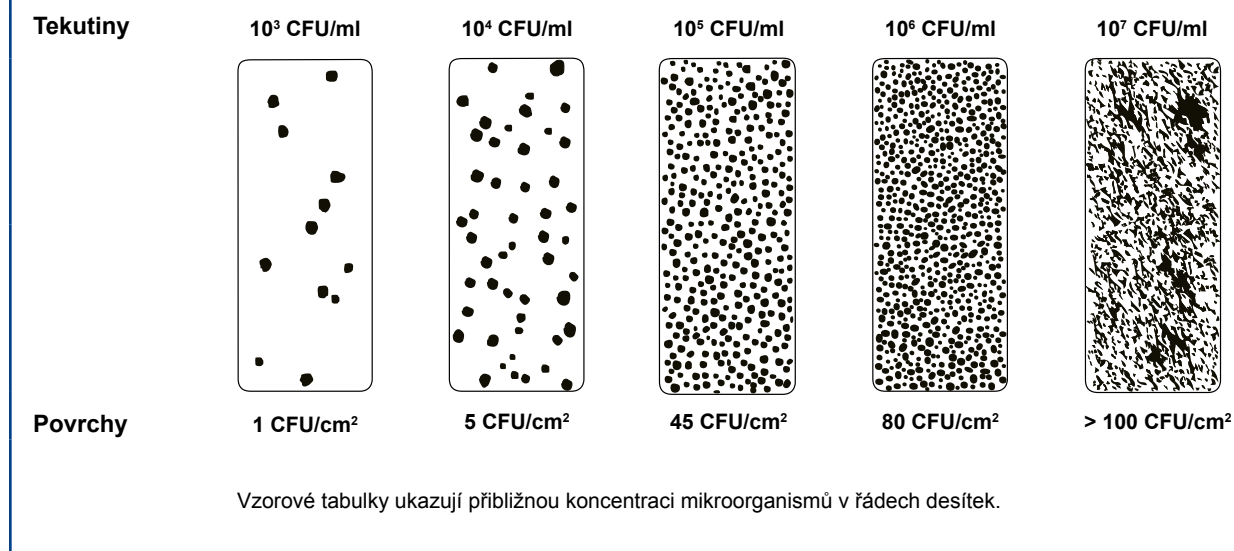 Tekutiny 10³ CFU/ml 10⁴ CFU/ml 10⁵ CFU/ml 10⁶ CFU/ml 10⁷ CFU/ml
Povrchy 1 CFU/cm² 5 CFU/cm² 45 CFU/cm² 80 CFU/cm² > 100 CFU/cm²
Vzorové tabulky ukazují přibližnou koncentraci mikroorganismů v řádech desítek.